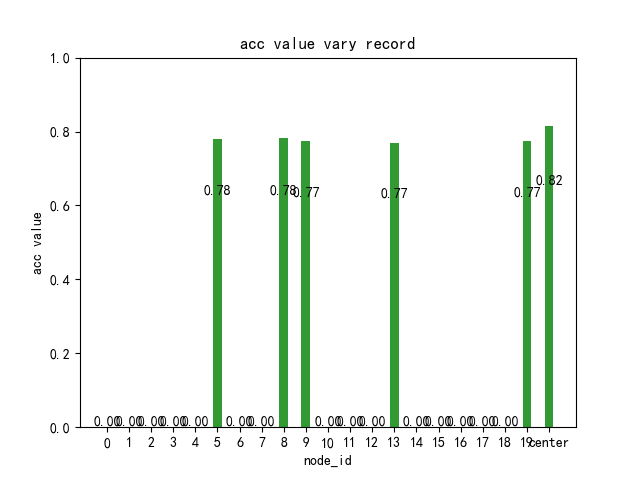 acc value vary record
1.0
0.8
0.6
0.4
0.2
0.0
acc value
0.00 0.00 0.00 0.00 0.00 0.78 0.00 0.00 0.78 0.77 0.00 0.00 0.00 0.77 0.00 0.00 0.00 0.00 0.00 0.77 0.82
0 1 2 3 4 5 6 7 8 9 10 11 12 13 14 15 16 17 18 19 center
node_id